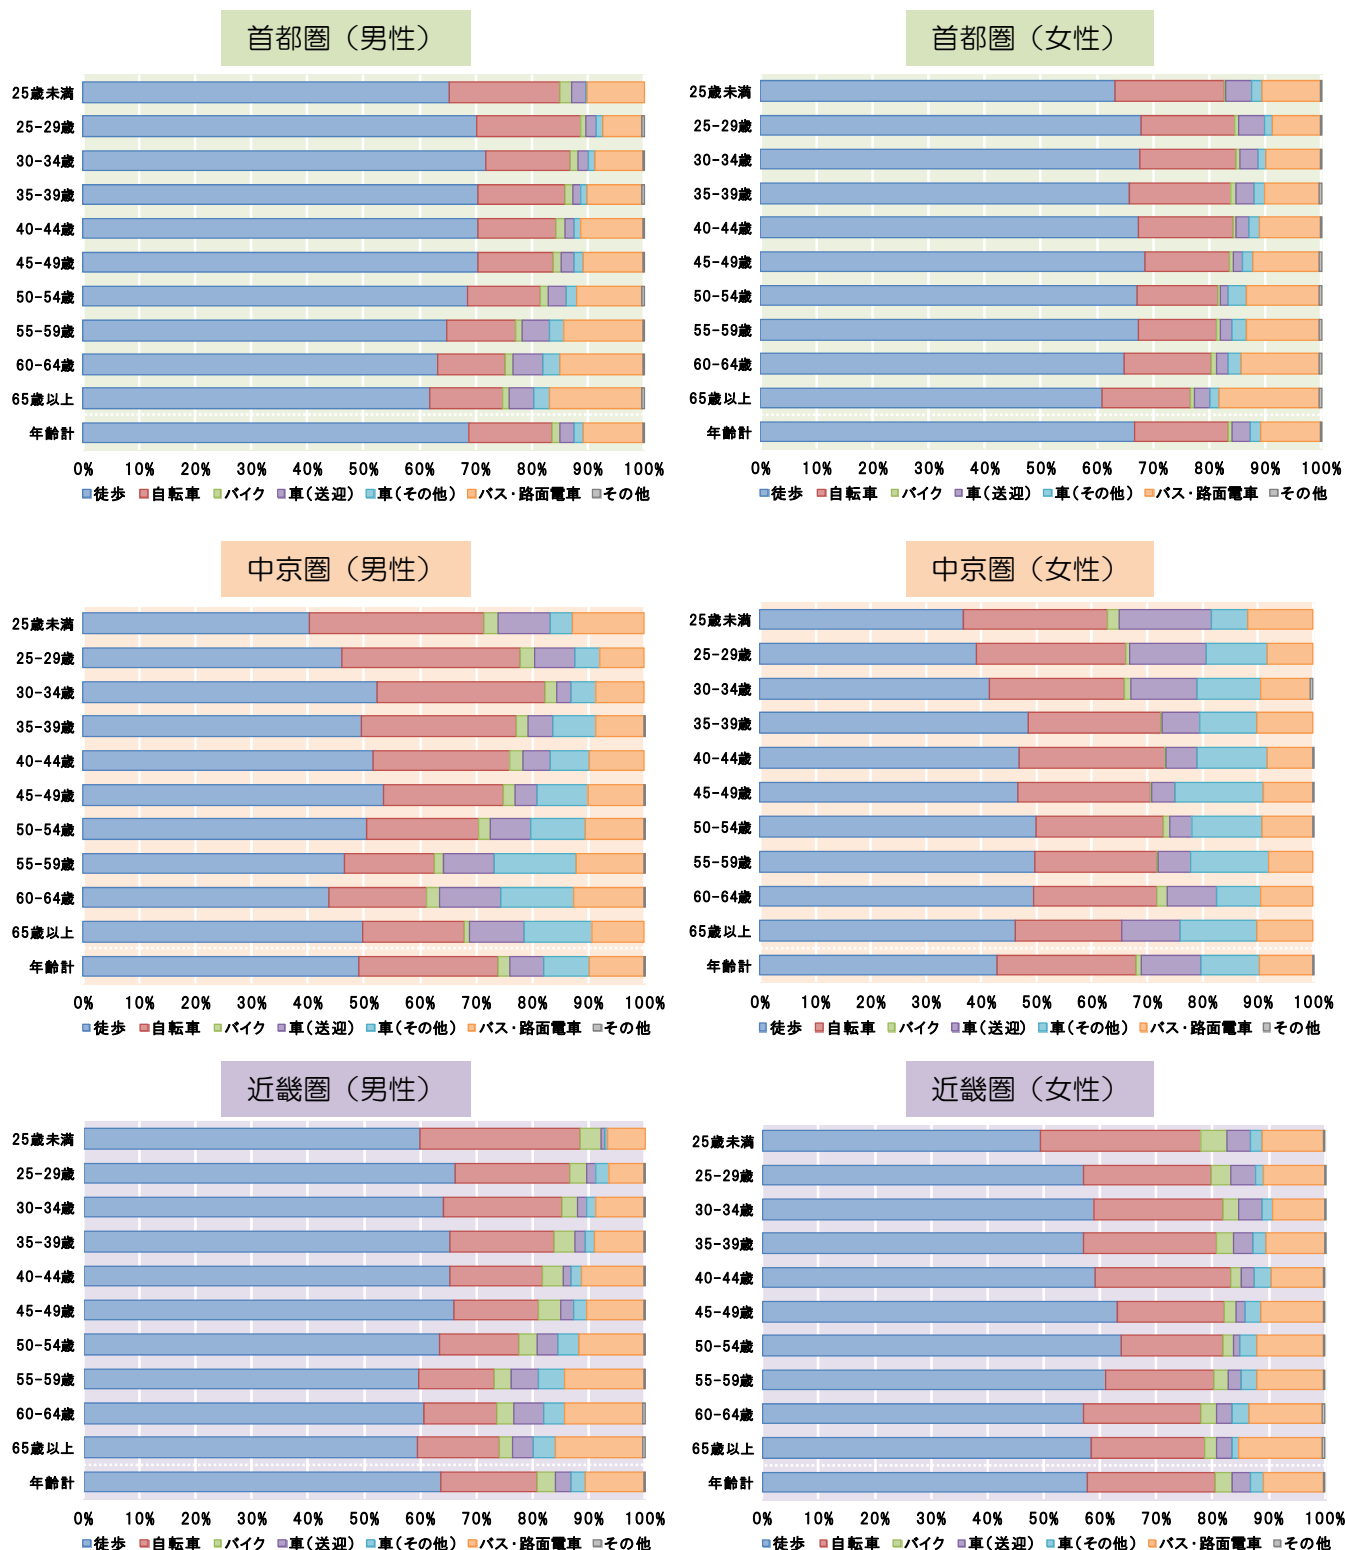 首都圏（男性）
25歳未満
25-29歳
30-34歳
35-39歳
40-44歳
45-49歳
50-54歳
55-59歳
60-64歳
65歳以上
年齢計
0% 10% 20% 30% 40% 50% 60% 70% 80% 90% 100%
徒歩 自転車 バイク 車(送迎) 車(その他) バス・路面電車 その他
首都圏（女性）
25歳未満
25-29歳
30-34歳
35-39歳
40-44歳
45-49歳
50-54歳
55-59歳
60-64歳
65歳以上
年齢計
0% 10% 20% 30% 40% 50% 60% 70% 80% 90% 100%
徒歩 自転車 バイク 車(送迎) 車(その他) バス・路面電車 その他
中京圏（男性）
25歳未満
25-29歳
30-34歳
35-39歳
40-44歳
45-49歳
50-54歳
55-59歳
60-64歳
65歳以上
年齢計
0% 10% 20% 30% 40% 50% 60% 70% 80% 90% 100%
徒歩 自転車 バイク 車(送迎) 車(その他) バス・路面電車 その他
中京圏（女性）
25歳未満
25-29歳
30-34歳
35-39歳
40-44歳
45-49歳
50-54歳
55-59歳
60-64歳
65歳以上
年齢計
0% 10% 20% 30% 40% 50% 60% 70% 80% 90% 100%
徒歩 自転車 バイク 車(送迎) 車(その他) バス・路面電車 その他
近畿圏（男性）
25歳未満
25-29歳
30-34歳
35-39歳
40-44歳
45-49歳
50-54歳
55-59歳
60-64歳
65歳以上
年齢計
0% 10% 20% 30% 40% 50% 60% 70% 80% 90% 100%
徒歩 自転車 バイク 車(送迎) 車(その他) バス・路面電車 その他
近畿圏（女性）
25歳未満
25-29歳
30-34歳
35-39歳
40-44歳
45-49歳
50-54歳
55-59歳
60-64歳
65歳以上
年齢計
0% 10% 20% 30% 40% 50% 60% 70% 80% 90% 100%
徒歩 自転車 バイク 車(送迎) 車(その他) バス・路面電車 その他